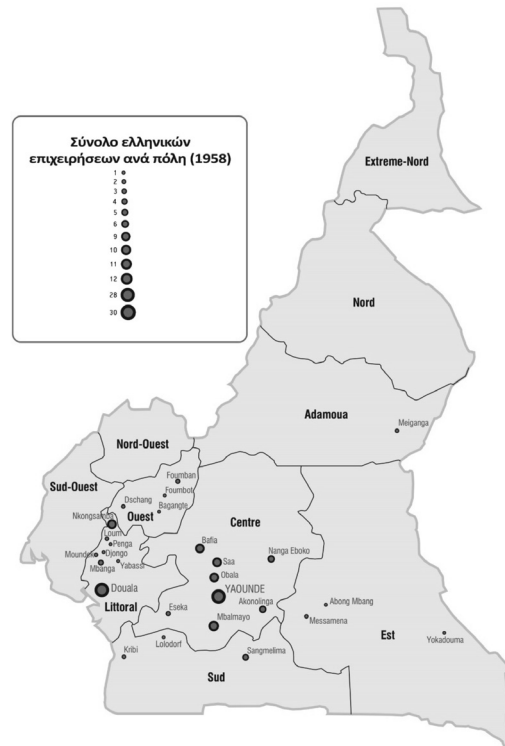 Σύνολο ελληνικών
επιχειρήσεων ανά πόλη (1958)
1
2
3
4
5
6
9
10
11
12
28
30
Extreme-Nord
Nord
Adamoua
Meiganga
Nord-Ouest
Sud-Ouest
Foumban
Foumbot
Dschang
Bagangte
Ouest
Nkongsamba
Loum
Penga
Djongo
Moundek
Mbanga
Yabassi
Douala
Littoral
Centre
Bafia
Saa
Nanga Eboko
Obala
YAOUNDE
Akonolinga
Mbalmayo
Eseka
Abong Mbang
Messamena
Est
Yokadouma
Lolodorf
Kribi
Sangmelima
Sud